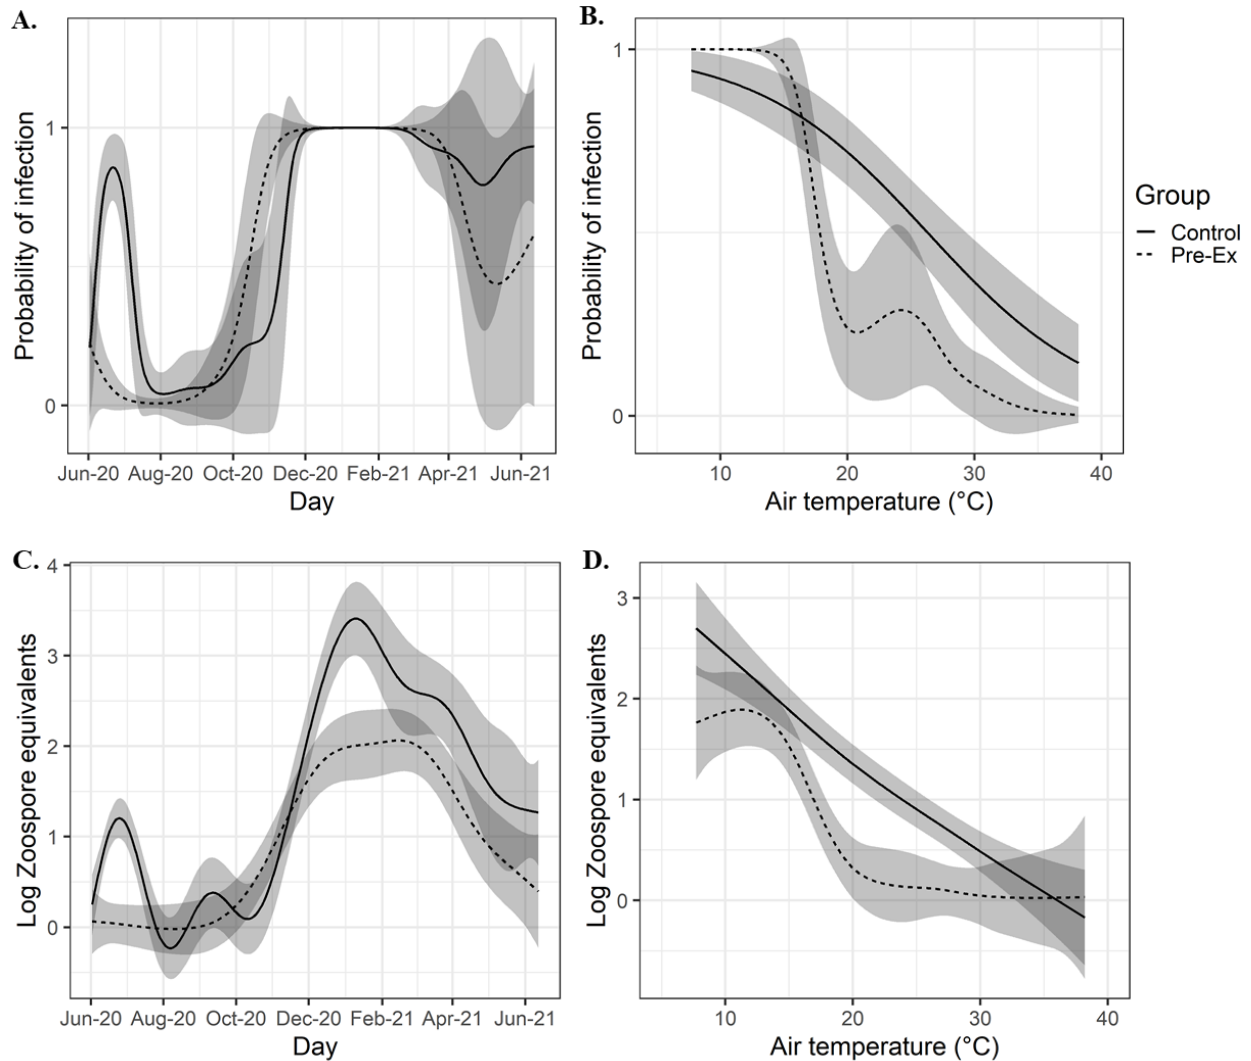 A.
Probability of infection
1
0
Jun-20 Aug-20 Oct-20 Dec-20 Feb-21 Apr-21 Jun-21
Day
B.
Probability of infection
1
0
10 20 30 40
Air temperature (°C)
Group
Control
Pre-Ex
C.
Log Zoospore equivalents
4
3
2
1
0
Jun-20 Aug-20 Oct-20 Dec-20 Feb-21 Apr-21 Jun-21
Day
D.
Log Zoospore equivalents
3
2
1
0
10 20 30 40
Air temperature (°C)